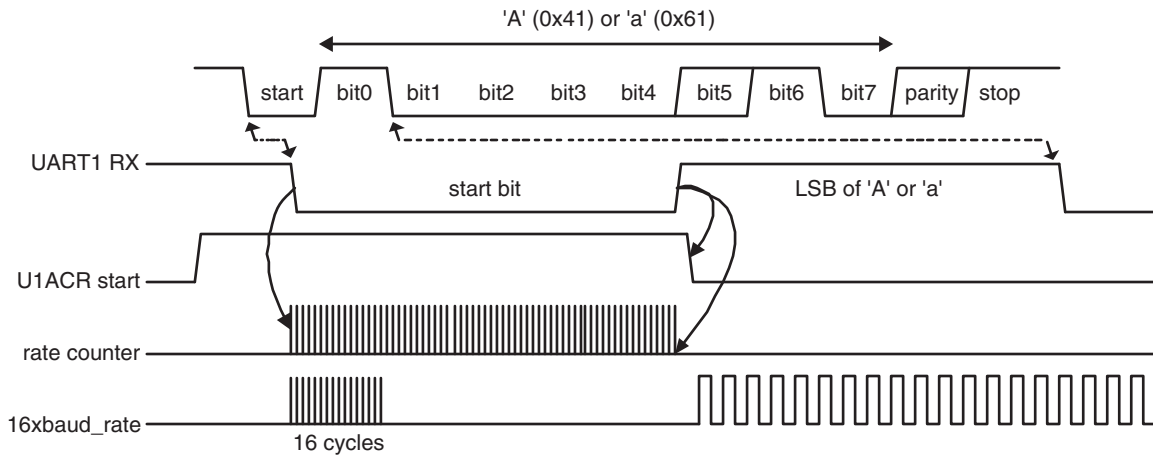 'A' (0x41) or 'a' (0x61)
start bit0 bit1 bit2 bit3 bit4 bit5 bit6 bit7 parity stop
UART1 RX
start bit LSB of 'A' or 'a'
U1ACR start
rate counter
16xbaud_rate
16 cycles